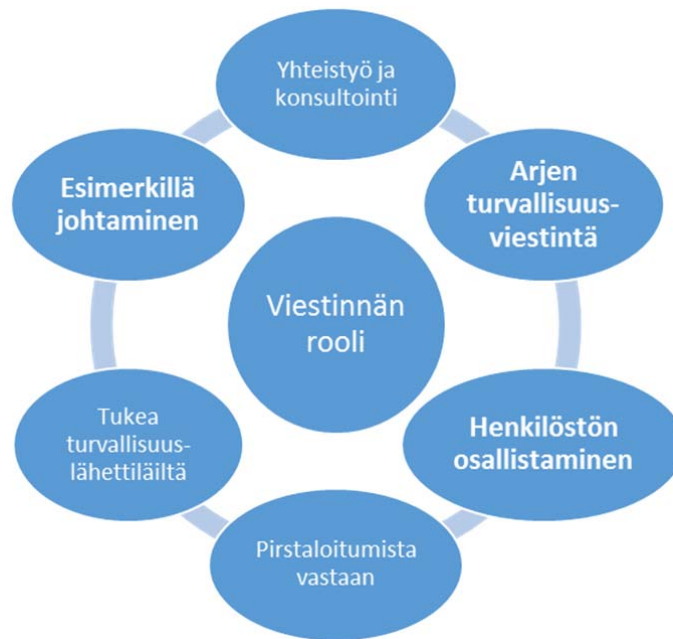 Yhteistyö ja
konsultointi
Arjen
turvallisuus-
viestintä
Henkilöstön
osallistaminen
Pirstaloitumista
vastaan
Tukea
turvallisuus-
lähettiläiltä
Esimerkillä
johtaminen
Viestinnän
rooli